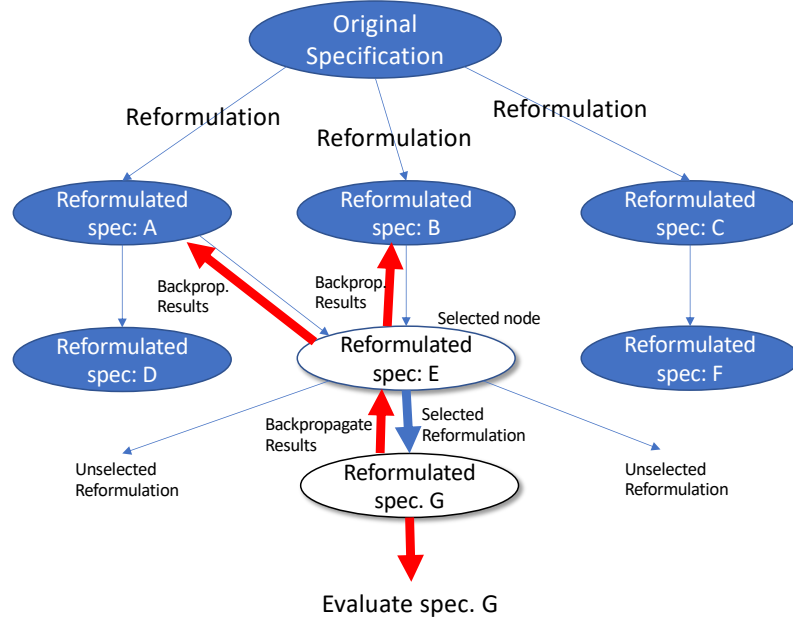 Original
Specification
Reformulation
Reformulation
Reformulation
Reformulated
spec: A
Reformulated
spec: B
Reformulated
spec: C
Backprop.
Results
Backprop.
Results
Selected node
Reformulated
spec: D
Reformulated
spec: E
Reformulated
spec: F
Backpropagate
Results
Selected
Reformulation
Unselected
Reformulation
Unselected
Reformulation
Reformulated
spec. G
Evaluate spec. G